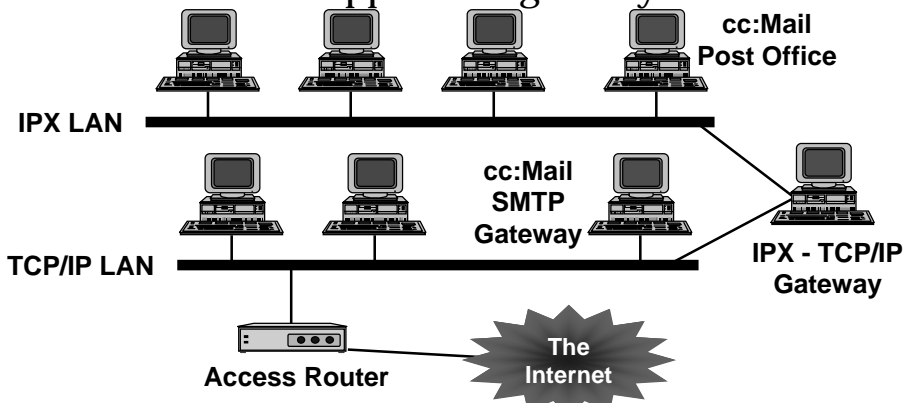 cc:Mail
Post Office
IPX LAN
cc:Mail
SMTP
Gateway
TCP/IP LAN
IPX - TCP/IP
Gateway
The
Internet
Access Router